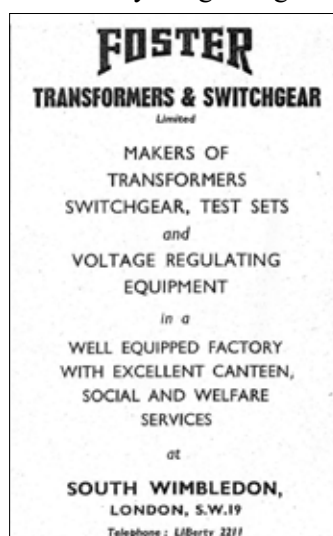 FOSTER
TRANSFORMERS & SWITCHGEAR
Limited
MAKERS OF
TRANSFORMERS
SWITCHGEAR, TEST SETS
and
VOLTAGE REGULATING
EQUIPMENT
in a
WELL EQUIPPED FACTORY
WITH EXCELLENT CANTEEN,
SOCIAL AND WELFARE
SERVICES
at
SOUTH WIMBLEDON,
LONDON, S.W.19
Telephone : LIBerty 2211